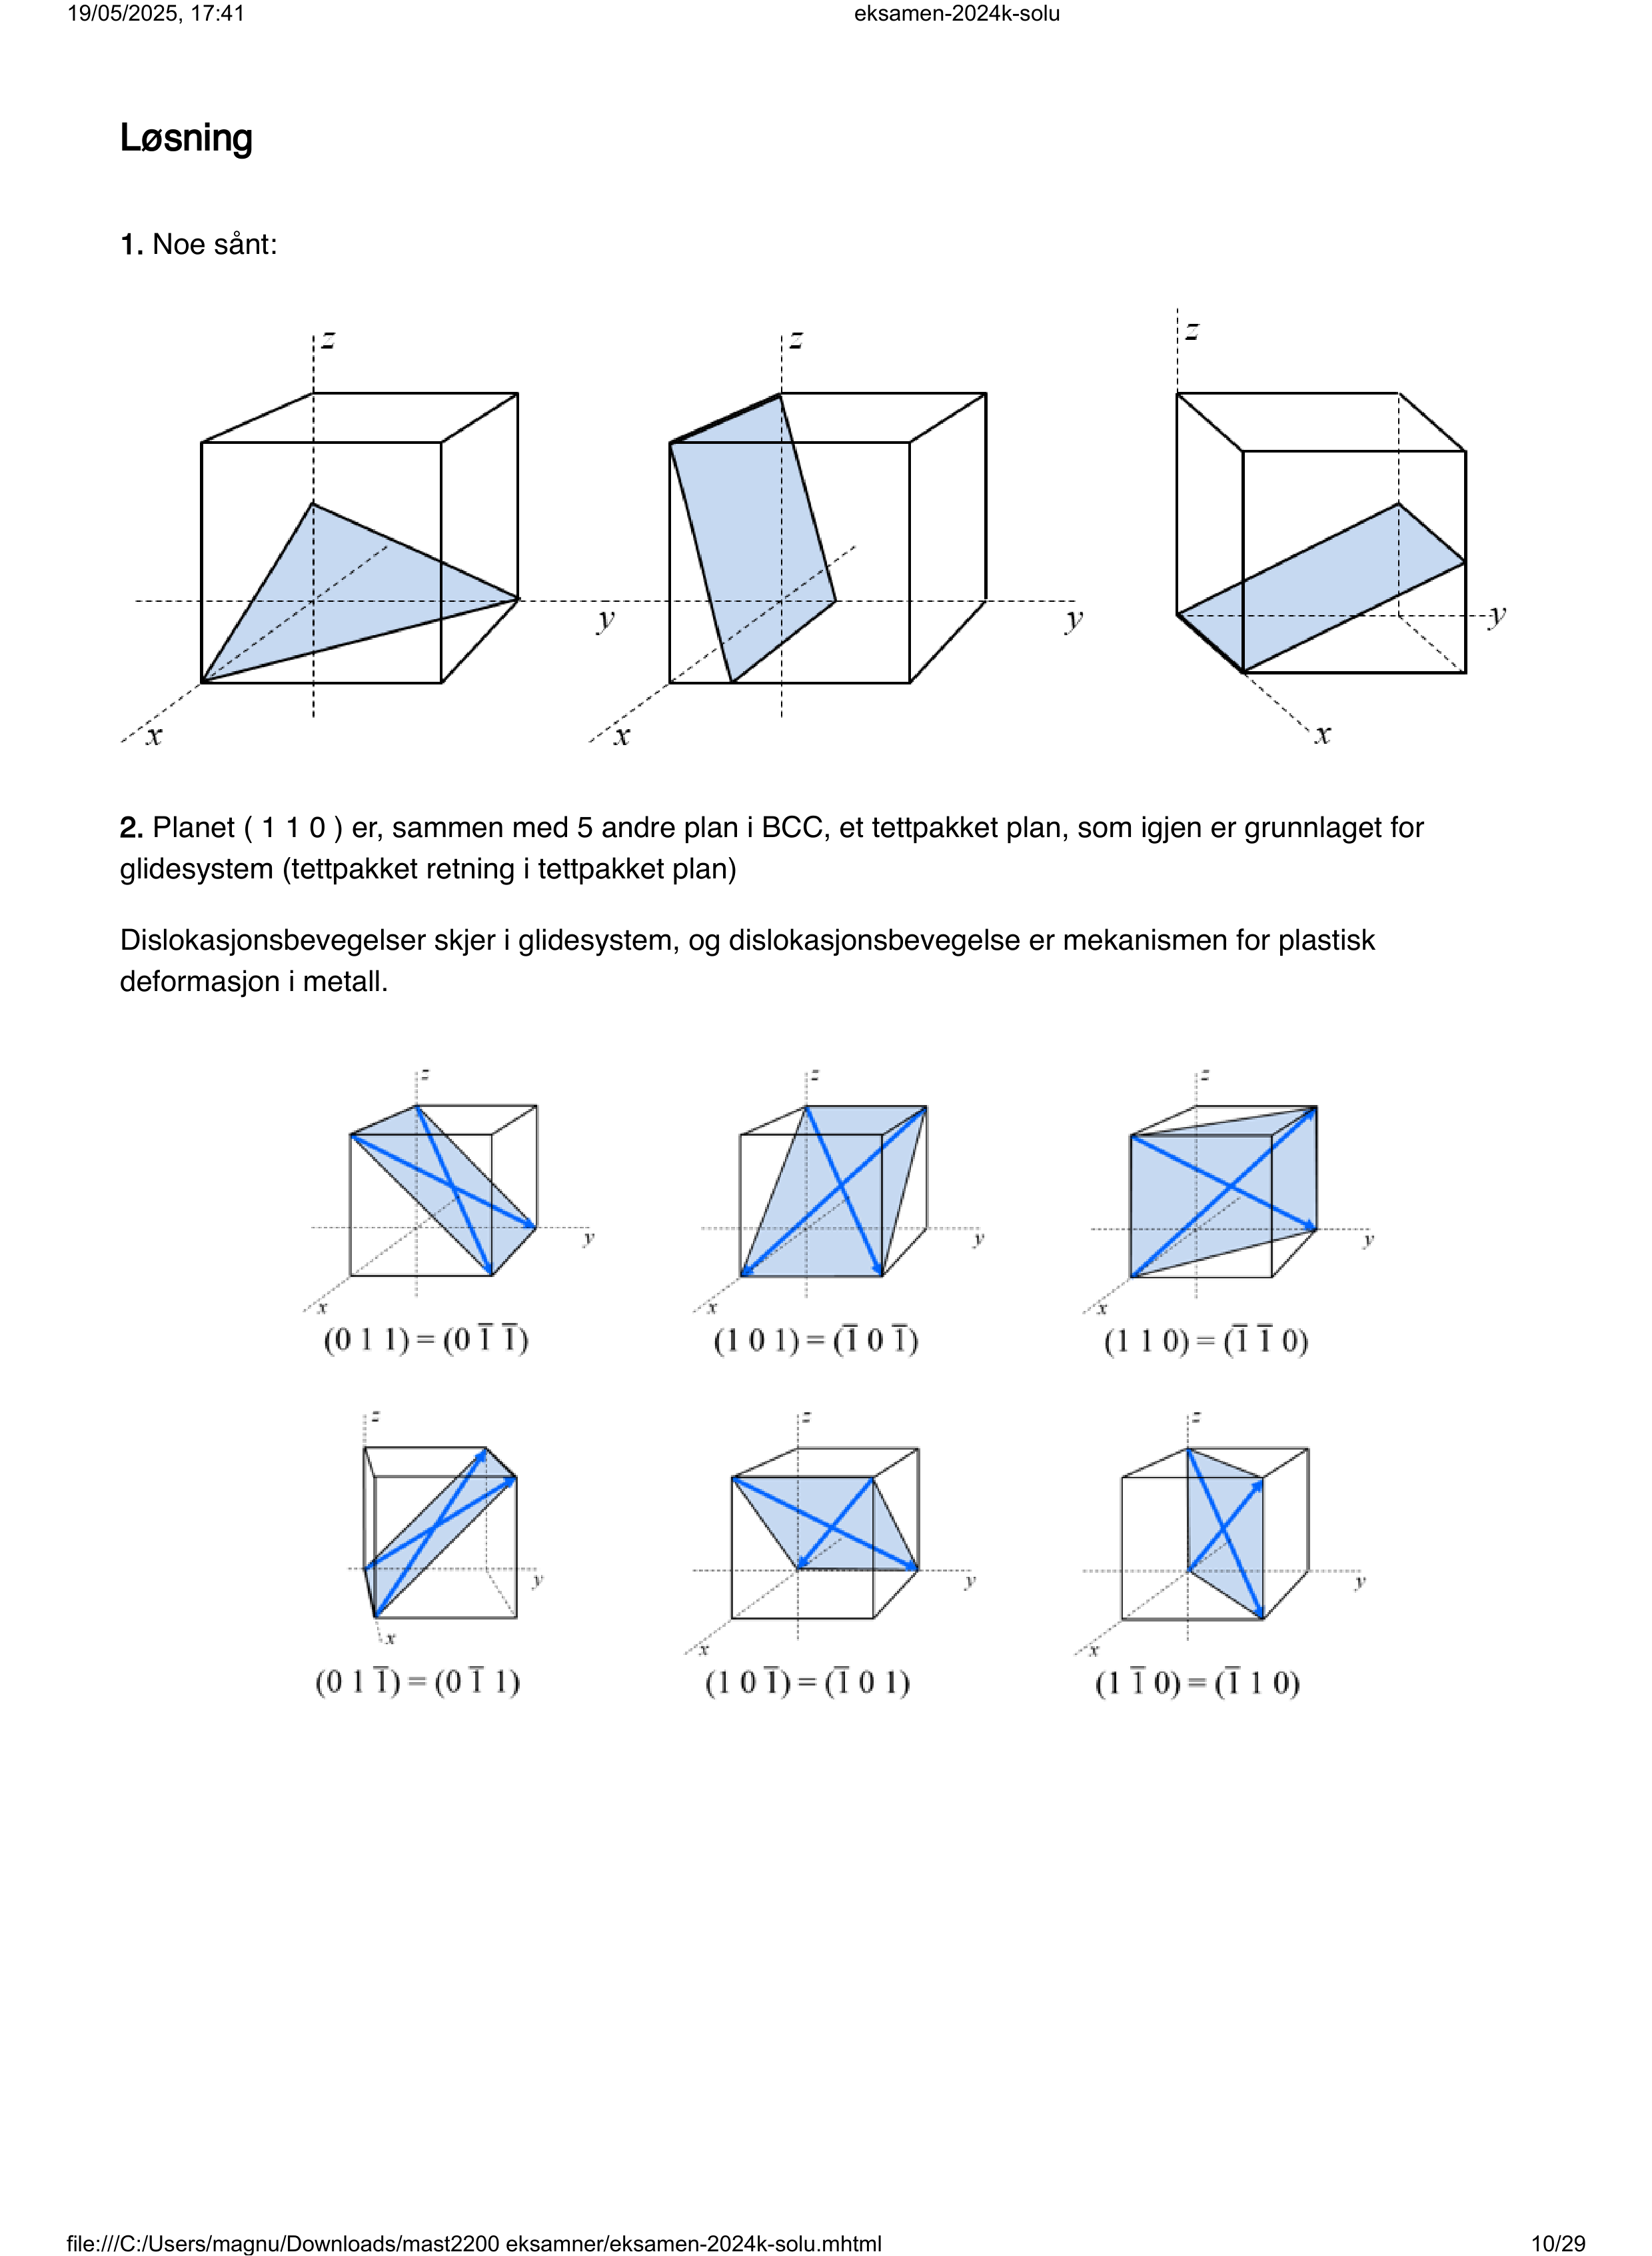 19/05/2025, 17:41 eksamen-2024k-solu
Løsning
1. Noe sånt:
z z z
y y y
x x x
2. Planet ( 1 1 0 ) er, sammen med 5 andre plan i BCC, et tettpakket plan, som igjen er grunnlaget for
glidesystem (tettpakket retning i tettpakket plan)
Dislokasjonsbevegelser skjer i glidesystem, og dislokasjonsbevegelse er mekanismen for plastisk
deformasjon i metall.
z z z
y y y
x x x
(0 1 1) = (0 1̅ 1̅) (1 0 1) = (1̅ 0 1̅) (1 1 0) = (1̅ 1̅ 0)
z z z
y y y
x x x
(0 1 1̅) = (0 1̅ 1) (1 0 1̅) = (1̅ 0 1) (1 1̅ 0) = (1̅ 1 0)
file:///C:/Users/magnu/Downloads/mast2200 eksamner/eksamen-2024k-solu.mhtml 10/29